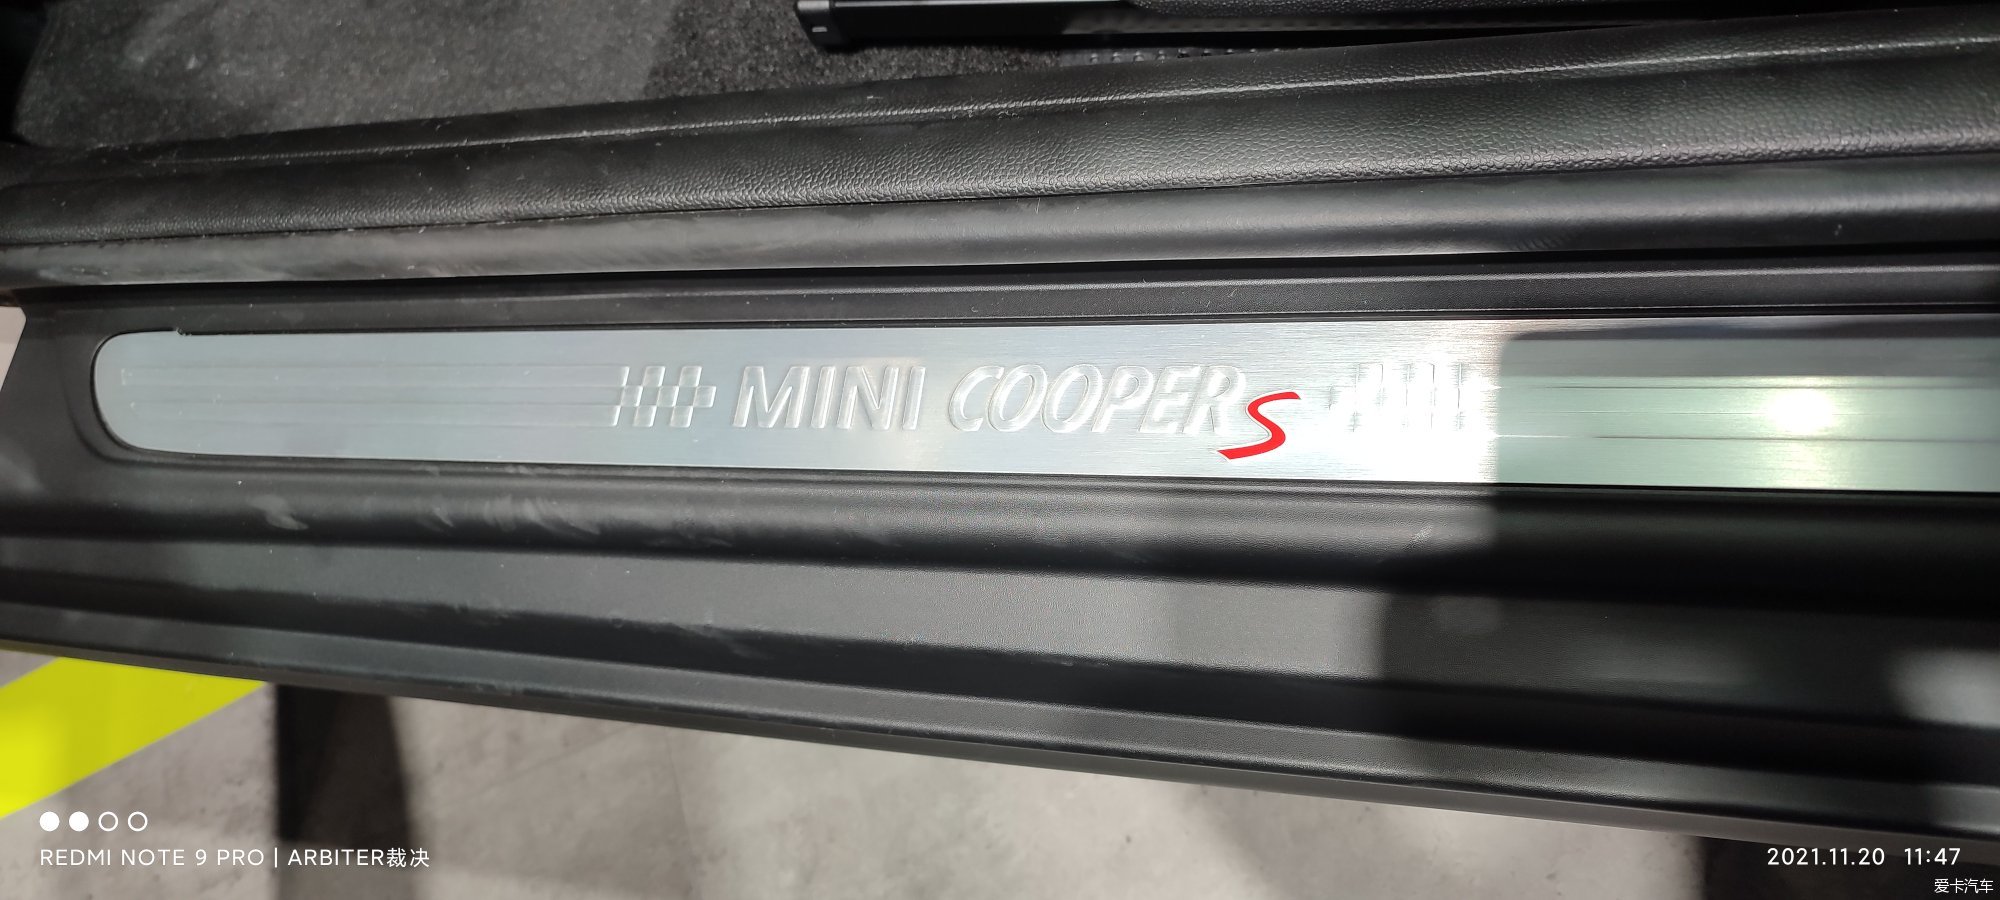 MINI COOPER S
REDMI NOTE 9 PRO | ARBITER裁决
2021.11.20 11:47
爱卡汽车